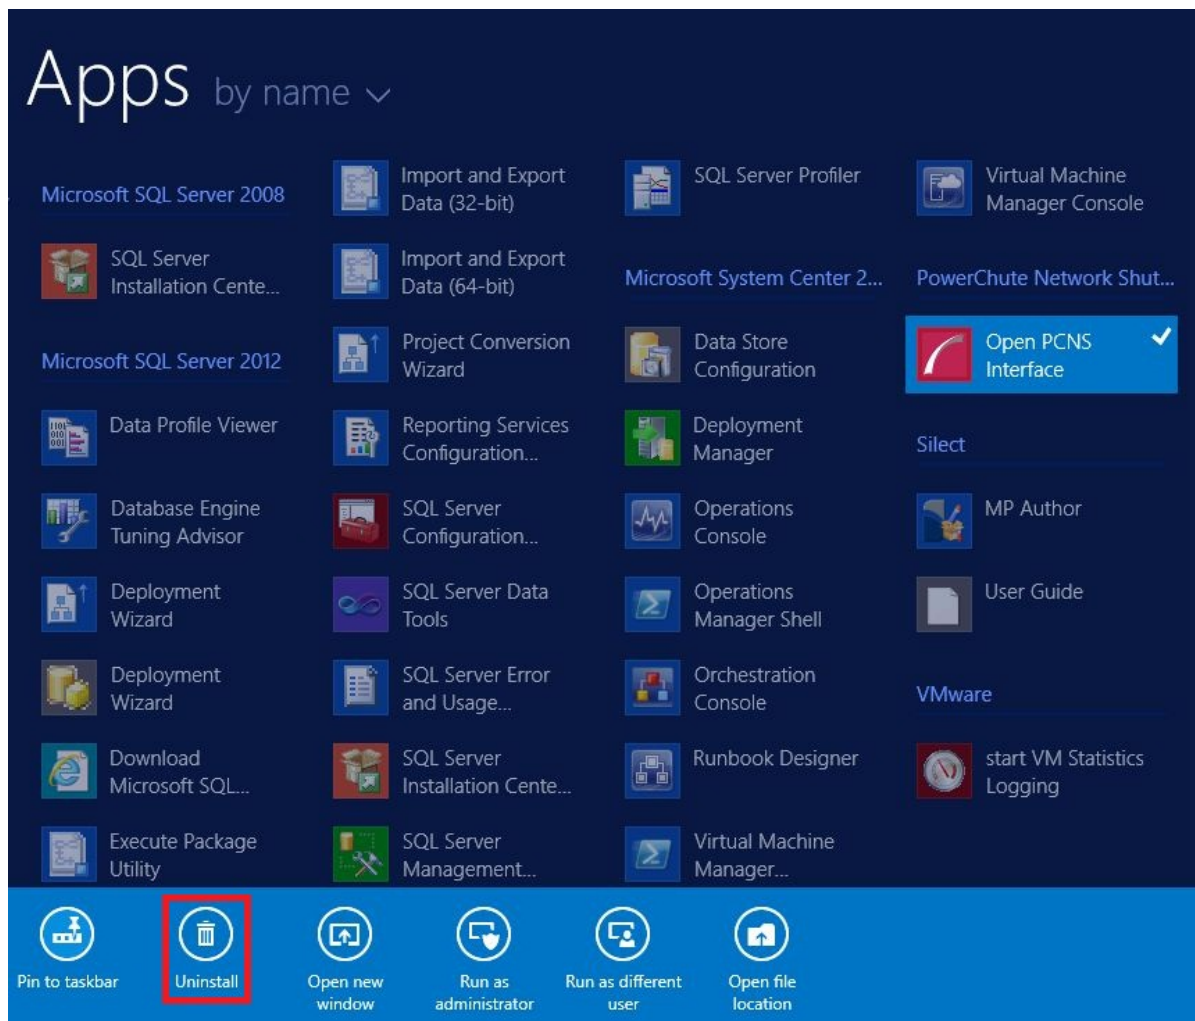 Apps by name
Microsoft SQL Server 2008
SQL Server
Installation Cente...
Microsoft SQL Server 2012
Data Profile Viewer
Database Engine
Tuning Advisor
Deployment
Wizard
Deployment
Wizard
Download
Microsoft SQL...
Execute Package
Utility
Import and Export
Data (32-bit)
Import and Export
Data (64-bit)
Project Conversion
Wizard
Reporting Services
Configuration...
SQL Server
Configuration...
SQL Server Data
Tools
SQL Server Error
and Usage...
SQL Server
Installation Cente...
SQL Server
Management...
SQL Server Profiler
Microsoft System Center 2...
Data Store
Configuration
Deployment
Manager
Operations
Console
Operations
Manager Shell
Orchestration
Console
Runbook Designer
Virtual Machine
Manager...
Virtual Machine
Manager Console
PowerChute Network Shut...
Open PCNS
Interface
Silect
MP Author
User Guide
VMware
start VM Statistics
Logging
Pin to taskbar
Uninstall
Open new
window
Run as
administrator
Run as different
user
Open file
location